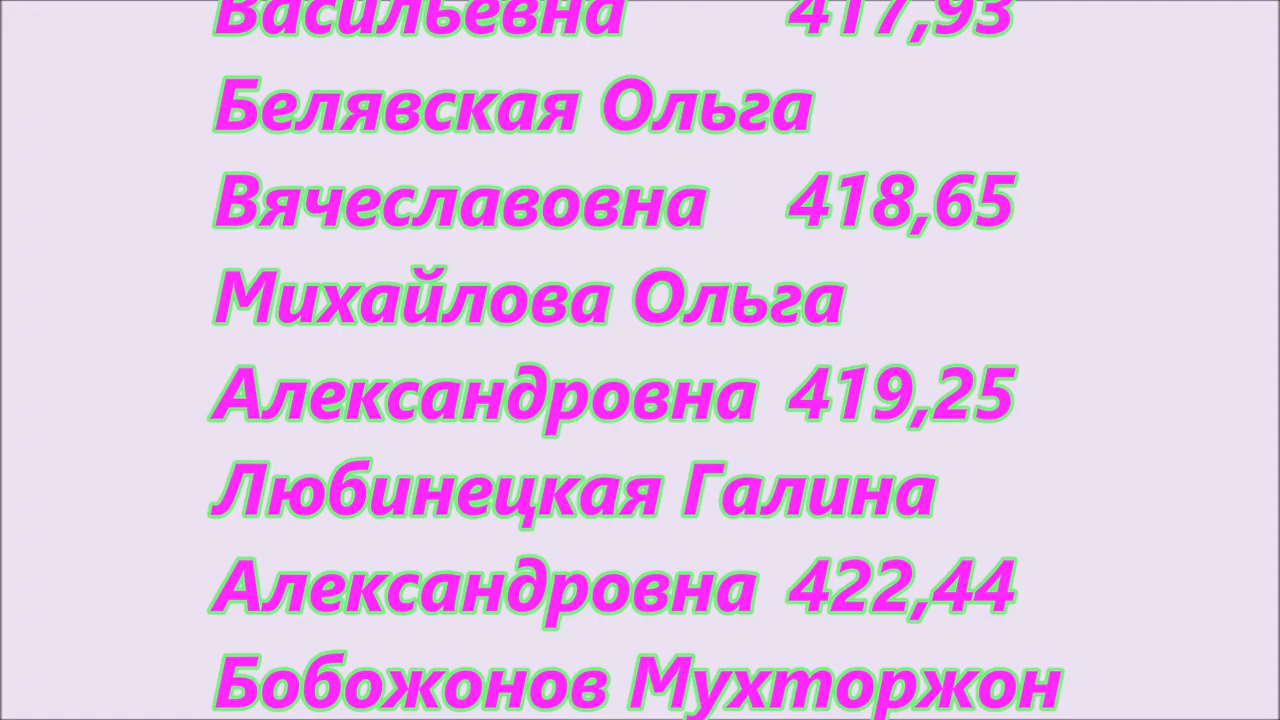 Васильевна 417,93
Белявская Ольга
Вячеславовна 418,65
Михайлова Ольга
Александровна 419,25
Любинецкая Галина
Александровна 422,44
Бобожонов Мухторжон